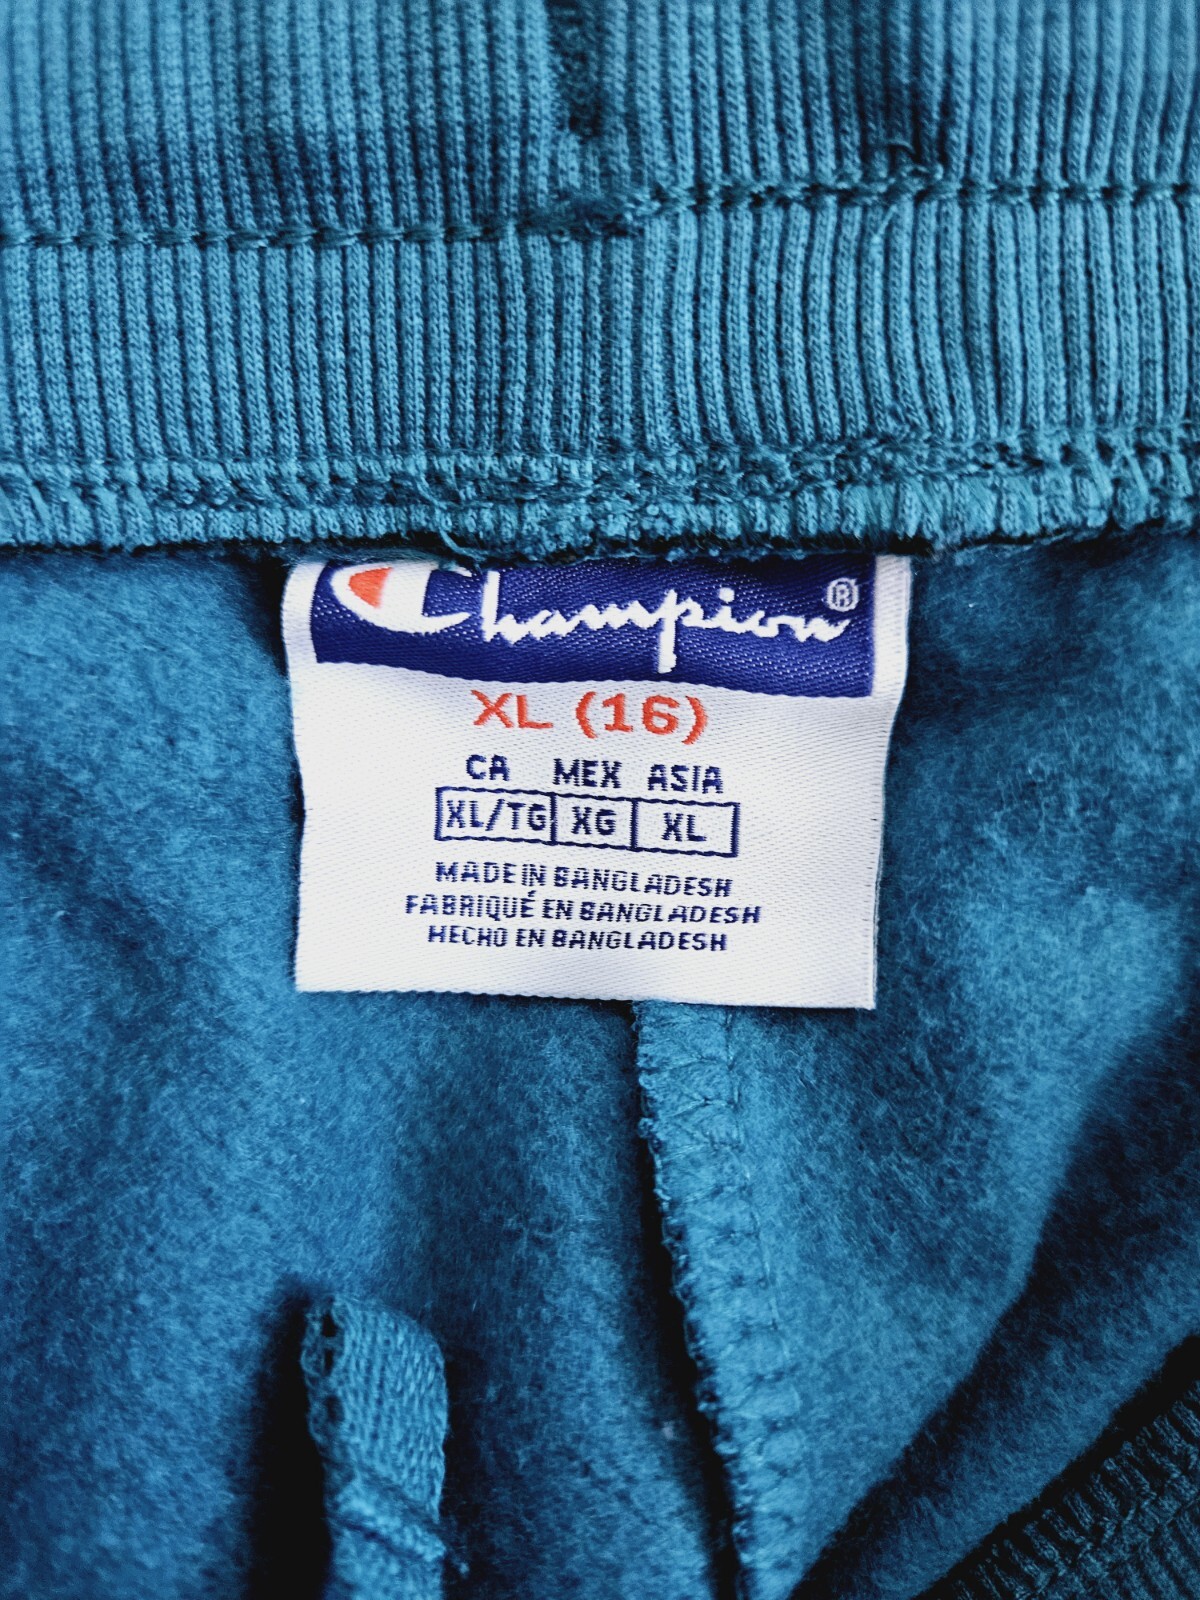 Champion®
XL (16)
CA MEX ASIA
XL/TG XG XL
MADE IN BANGLADESH
FABRIQUÉ EN BANGLADESH
HECHO EN BANGLADESH